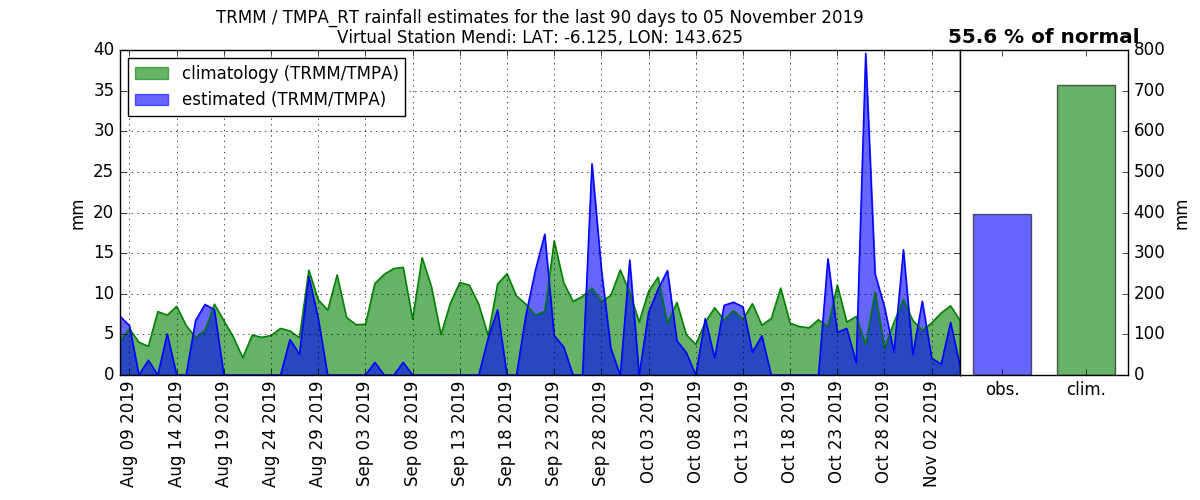 TRMM / TMPA_RT rainfall estimates for the last 90 days to 05 November 2019
Virtual Station Mendi: LAT: -6.125, LON: 143.625
55.6 % of normal
climatology (TRMM/TMPA)
estimated (TRMM/TMPA)
mm
40
35
30
25
20
15
10
5
0
Aug 09 2019
Aug 14 2019
Aug 19 2019
Aug 24 2019
Aug 29 2019
Sep 03 2019
Sep 08 2019
Sep 13 2019
Sep 18 2019
Sep 23 2019
Sep 28 2019
Oct 03 2019
Oct 08 2019
Oct 13 2019
Oct 18 2019
Oct 23 2019
Oct 28 2019
Nov 02 2019
obs.
clim.
800
700
600
500
400
300
200
100
0
mm